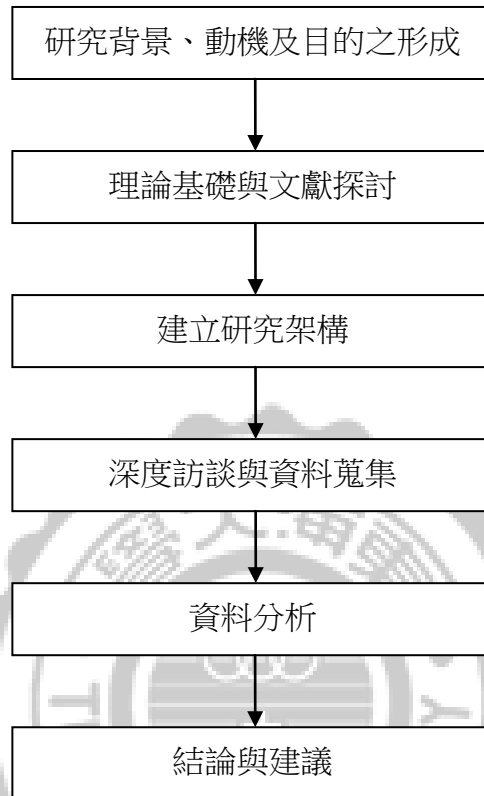 研究背景、動機及目的之形成
理論基礎與文獻探討
建立研究架構
深度訪談與資料蒐集
資料分析
結論與建議